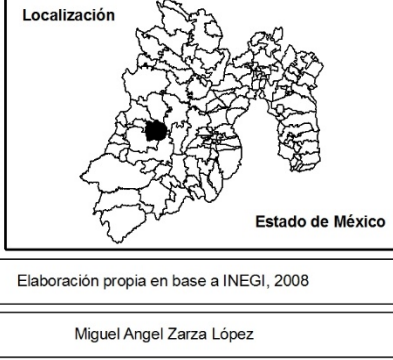 Localización
Estado de México
Elaboración propia en base a INEGI, 2008
Miguel Angel Zarza López